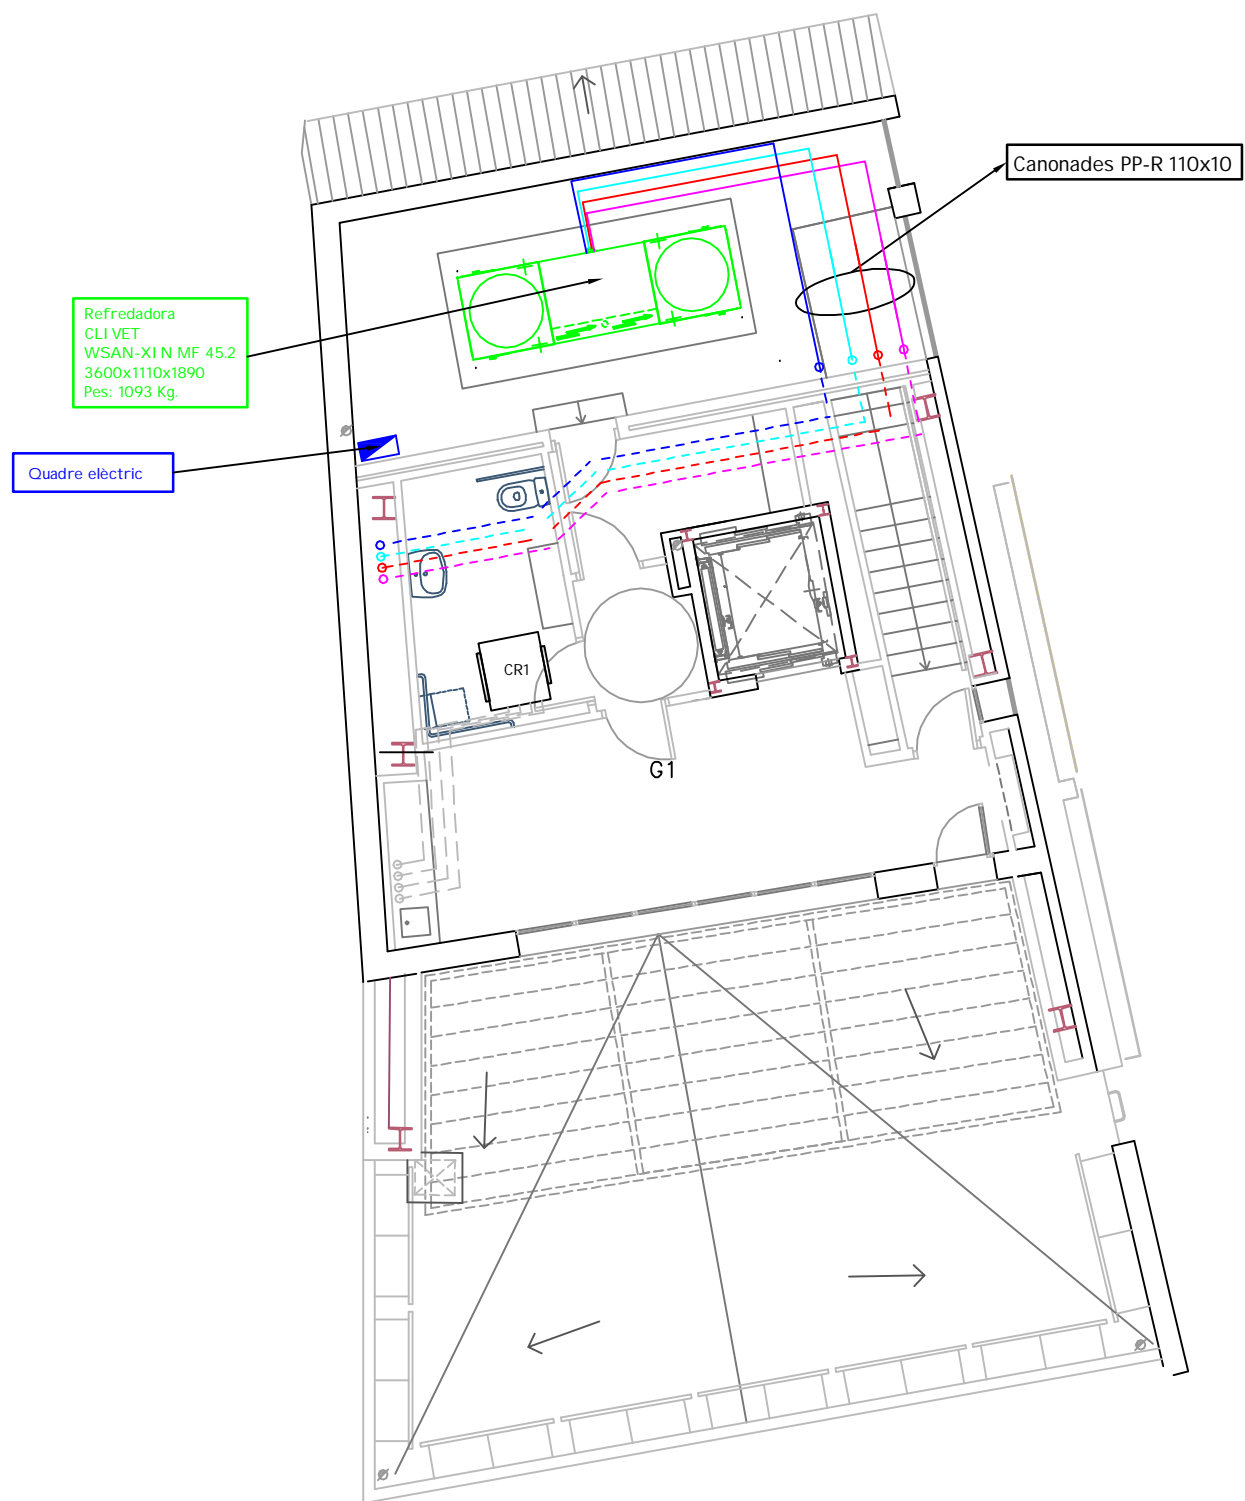 Canonades PP-R 110x10
Refredadora
CLIVET
WSAN-XIN MF 45.2
3600x1110x1890
Pes: 1093 Kg.
Quadre elèctric
CR1
G1